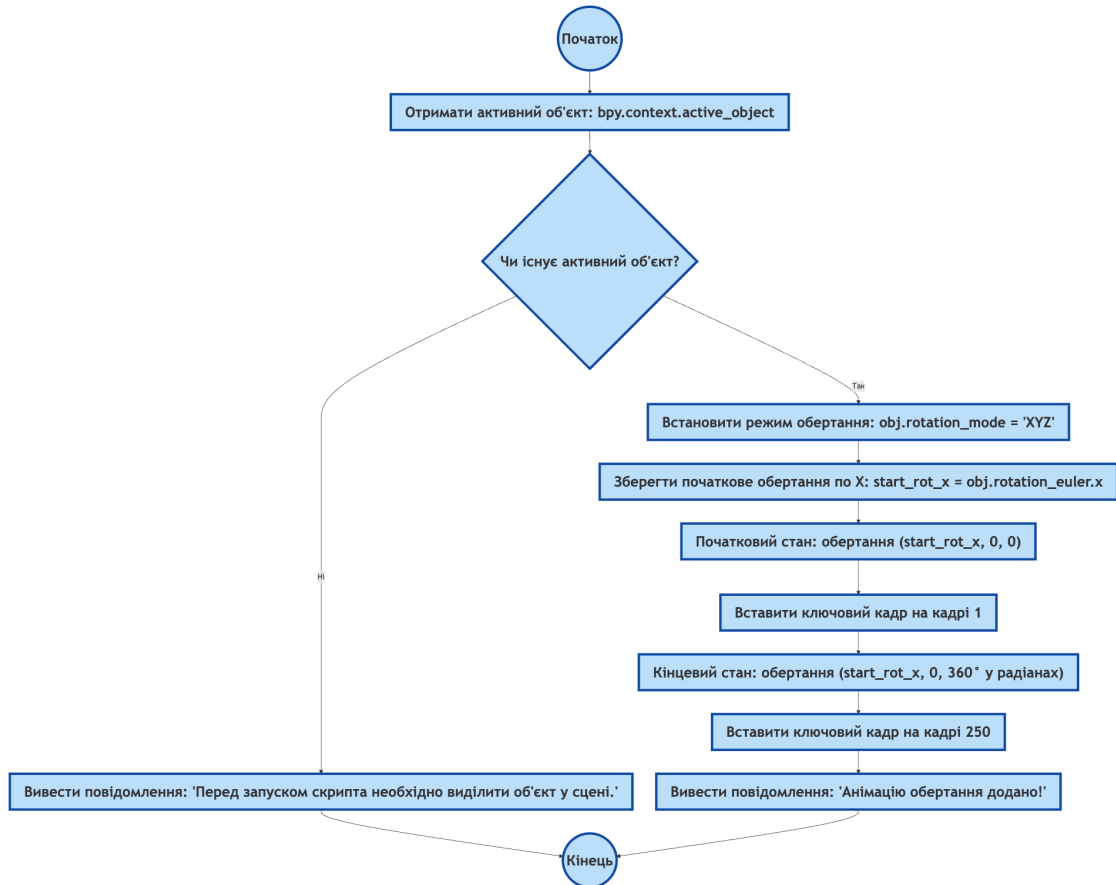 Початок
Отримати активний об'єкт: bpy.context.active_object
Чи існує активний об'єкт?
Так
Встановити режим обертання: obj.rotation_mode = 'XYZ'
Зберегти початкове обертання по X: start_rot_x = obj.rotation_euler.x
Початковий стан: обертання (start_rot_x, 0, 0)
Ні
Вставити ключовий кадр на кадрі 1
Кінцевий стан: обертання (start_rot_x, 0, 360° у радіанах)
Вставити ключовий кадр на кадрі 250
Вивести повідомлення: 'Перед запуском скрипта необхідно виділити об'єкт у сцені.'
Вивести повідомлення: 'Анімацію обертання додано!'
Кінець